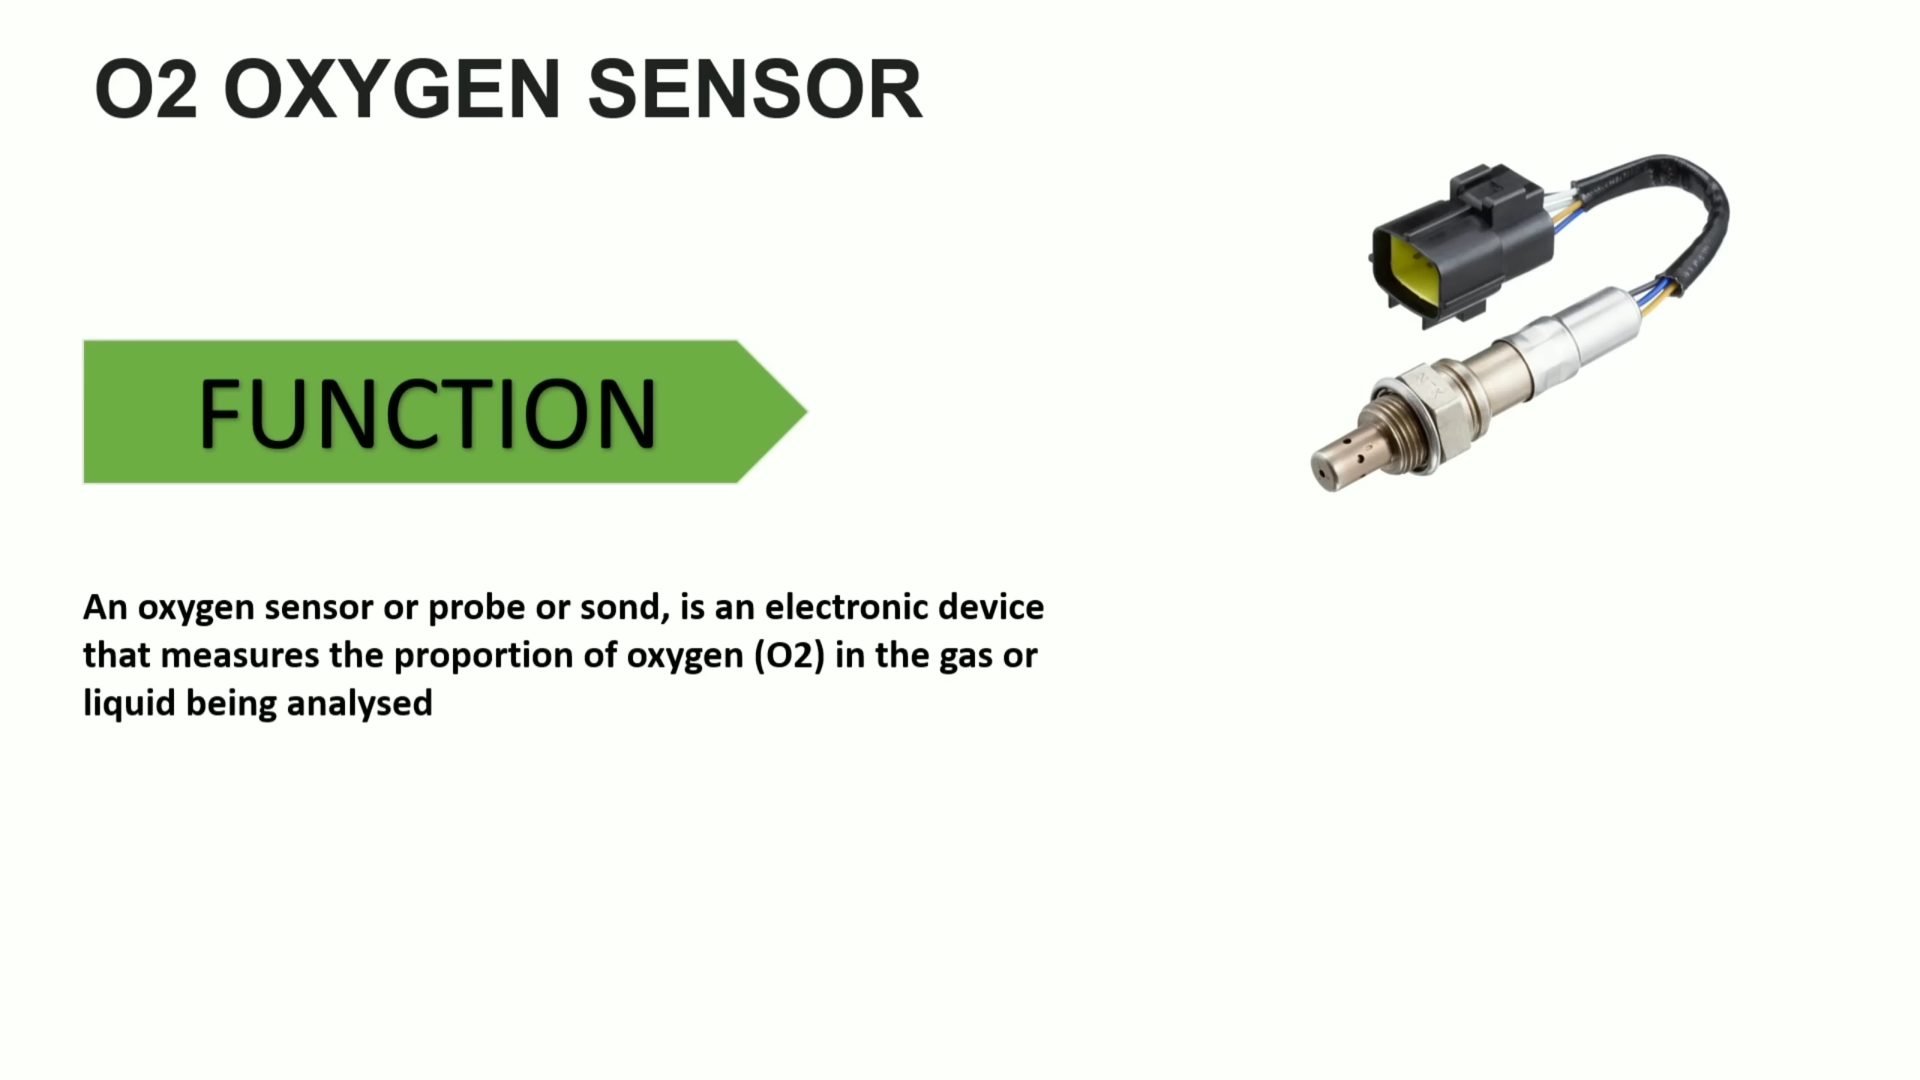 O2 OXYGEN SENSOR
FUNCTION
An oxygen sensor or probe or sond, is an electronic device
that measures the proportion of oxygen (O2) in the gas or
liquid being analysed